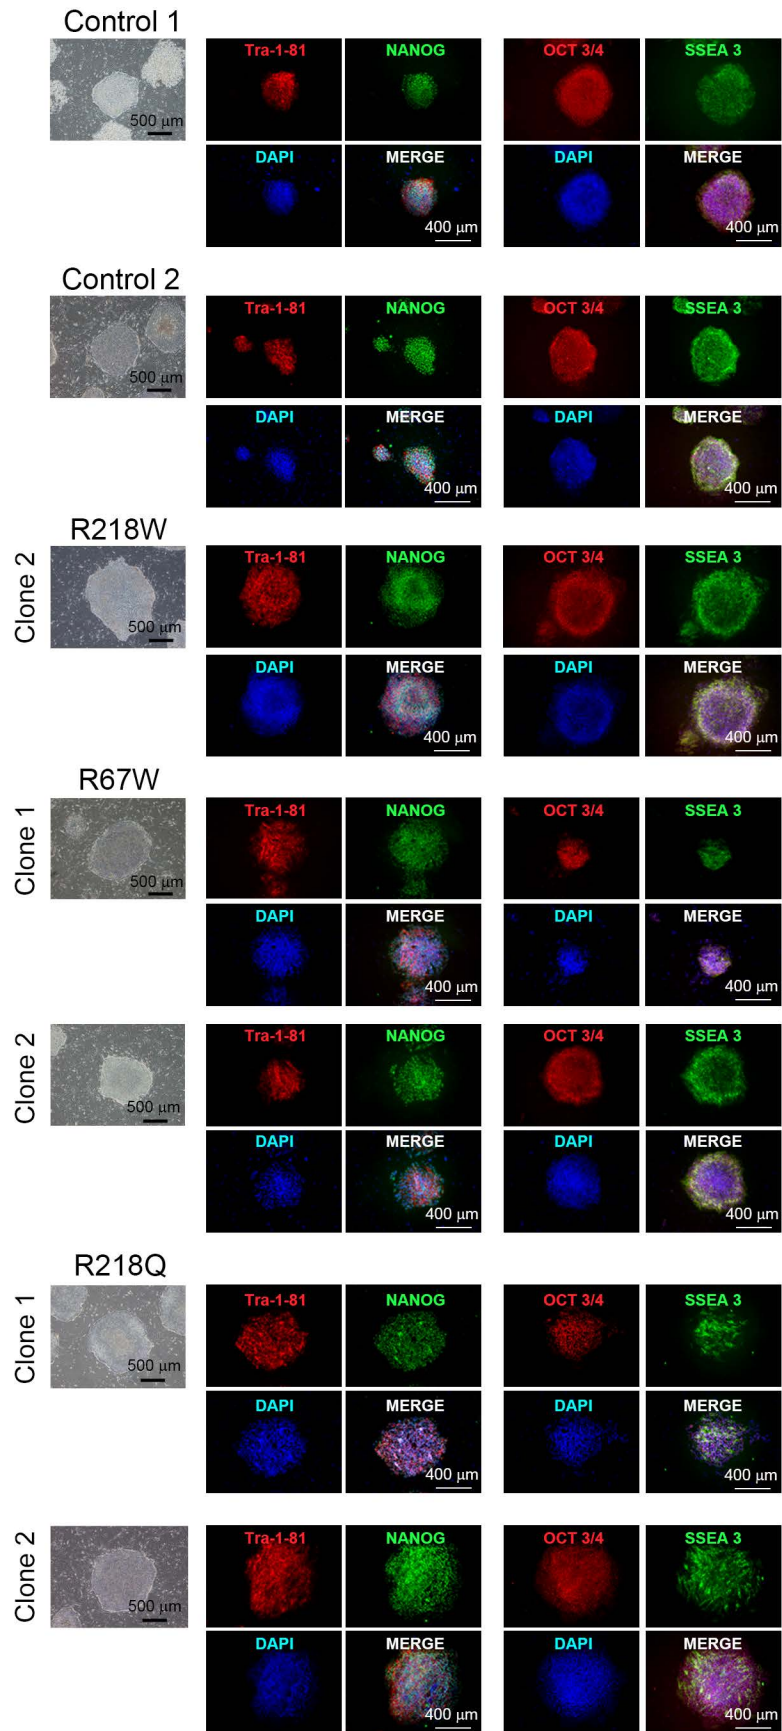 Control 1
Tra-1-81 NANOG OCT 3/4 SSEA 3
500 μm
DAPI MERGE DAPI MERGE
400 μm 400 μm
Control 2
Tra-1-81 NANOG OCT 3/4 SSEA 3
500 μm
DAPI MERGE DAPI MERGE
400 μm 400 μm
R218W
Clone 2
Tra-1-81 NANOG OCT 3/4 SSEA 3
500 μm
DAPI MERGE DAPI MERGE
400 μm 400 μm
R67W
Clone 1
Tra-1-81 NANOG OCT 3/4 SSEA 3
500 μm
DAPI MERGE DAPI MERGE
400 μm 400 μm
Clone 2
Tra-1-81 NANOG OCT 3/4 SSEA 3
500 μm
DAPI MERGE DAPI MERGE
400 μm 400 μm
R218Q
Clone 1
Tra-1-81 NANOG OCT 3/4 SSEA 3
500 μm
DAPI MERGE DAPI MERGE
400 μm 400 μm
Clone 2
Tra-1-81 NANOG OCT 3/4 SSEA 3
500 μm
DAPI MERGE DAPI MERGE
400 μm 400 μm